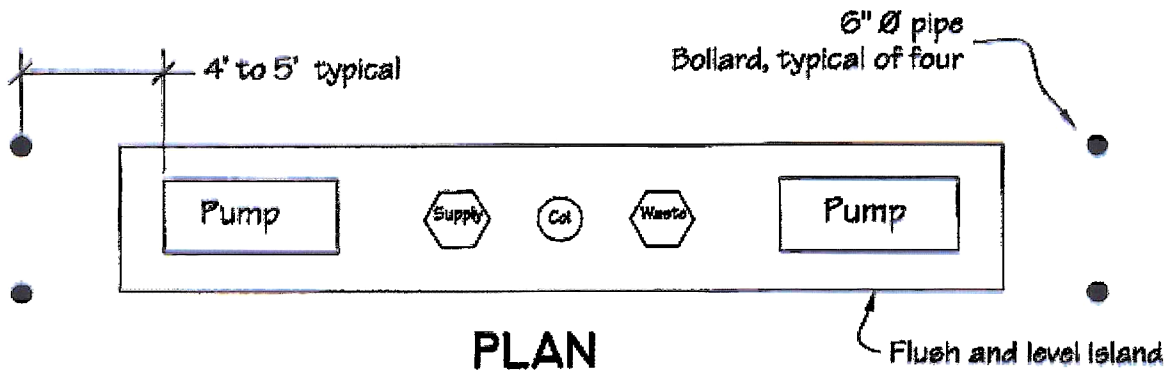 6" Ø pipe
Bollard, typical of four
4' to 5' typical
Pump
Supply
Col
Waste
Pump
PLAN
Flush and level Island